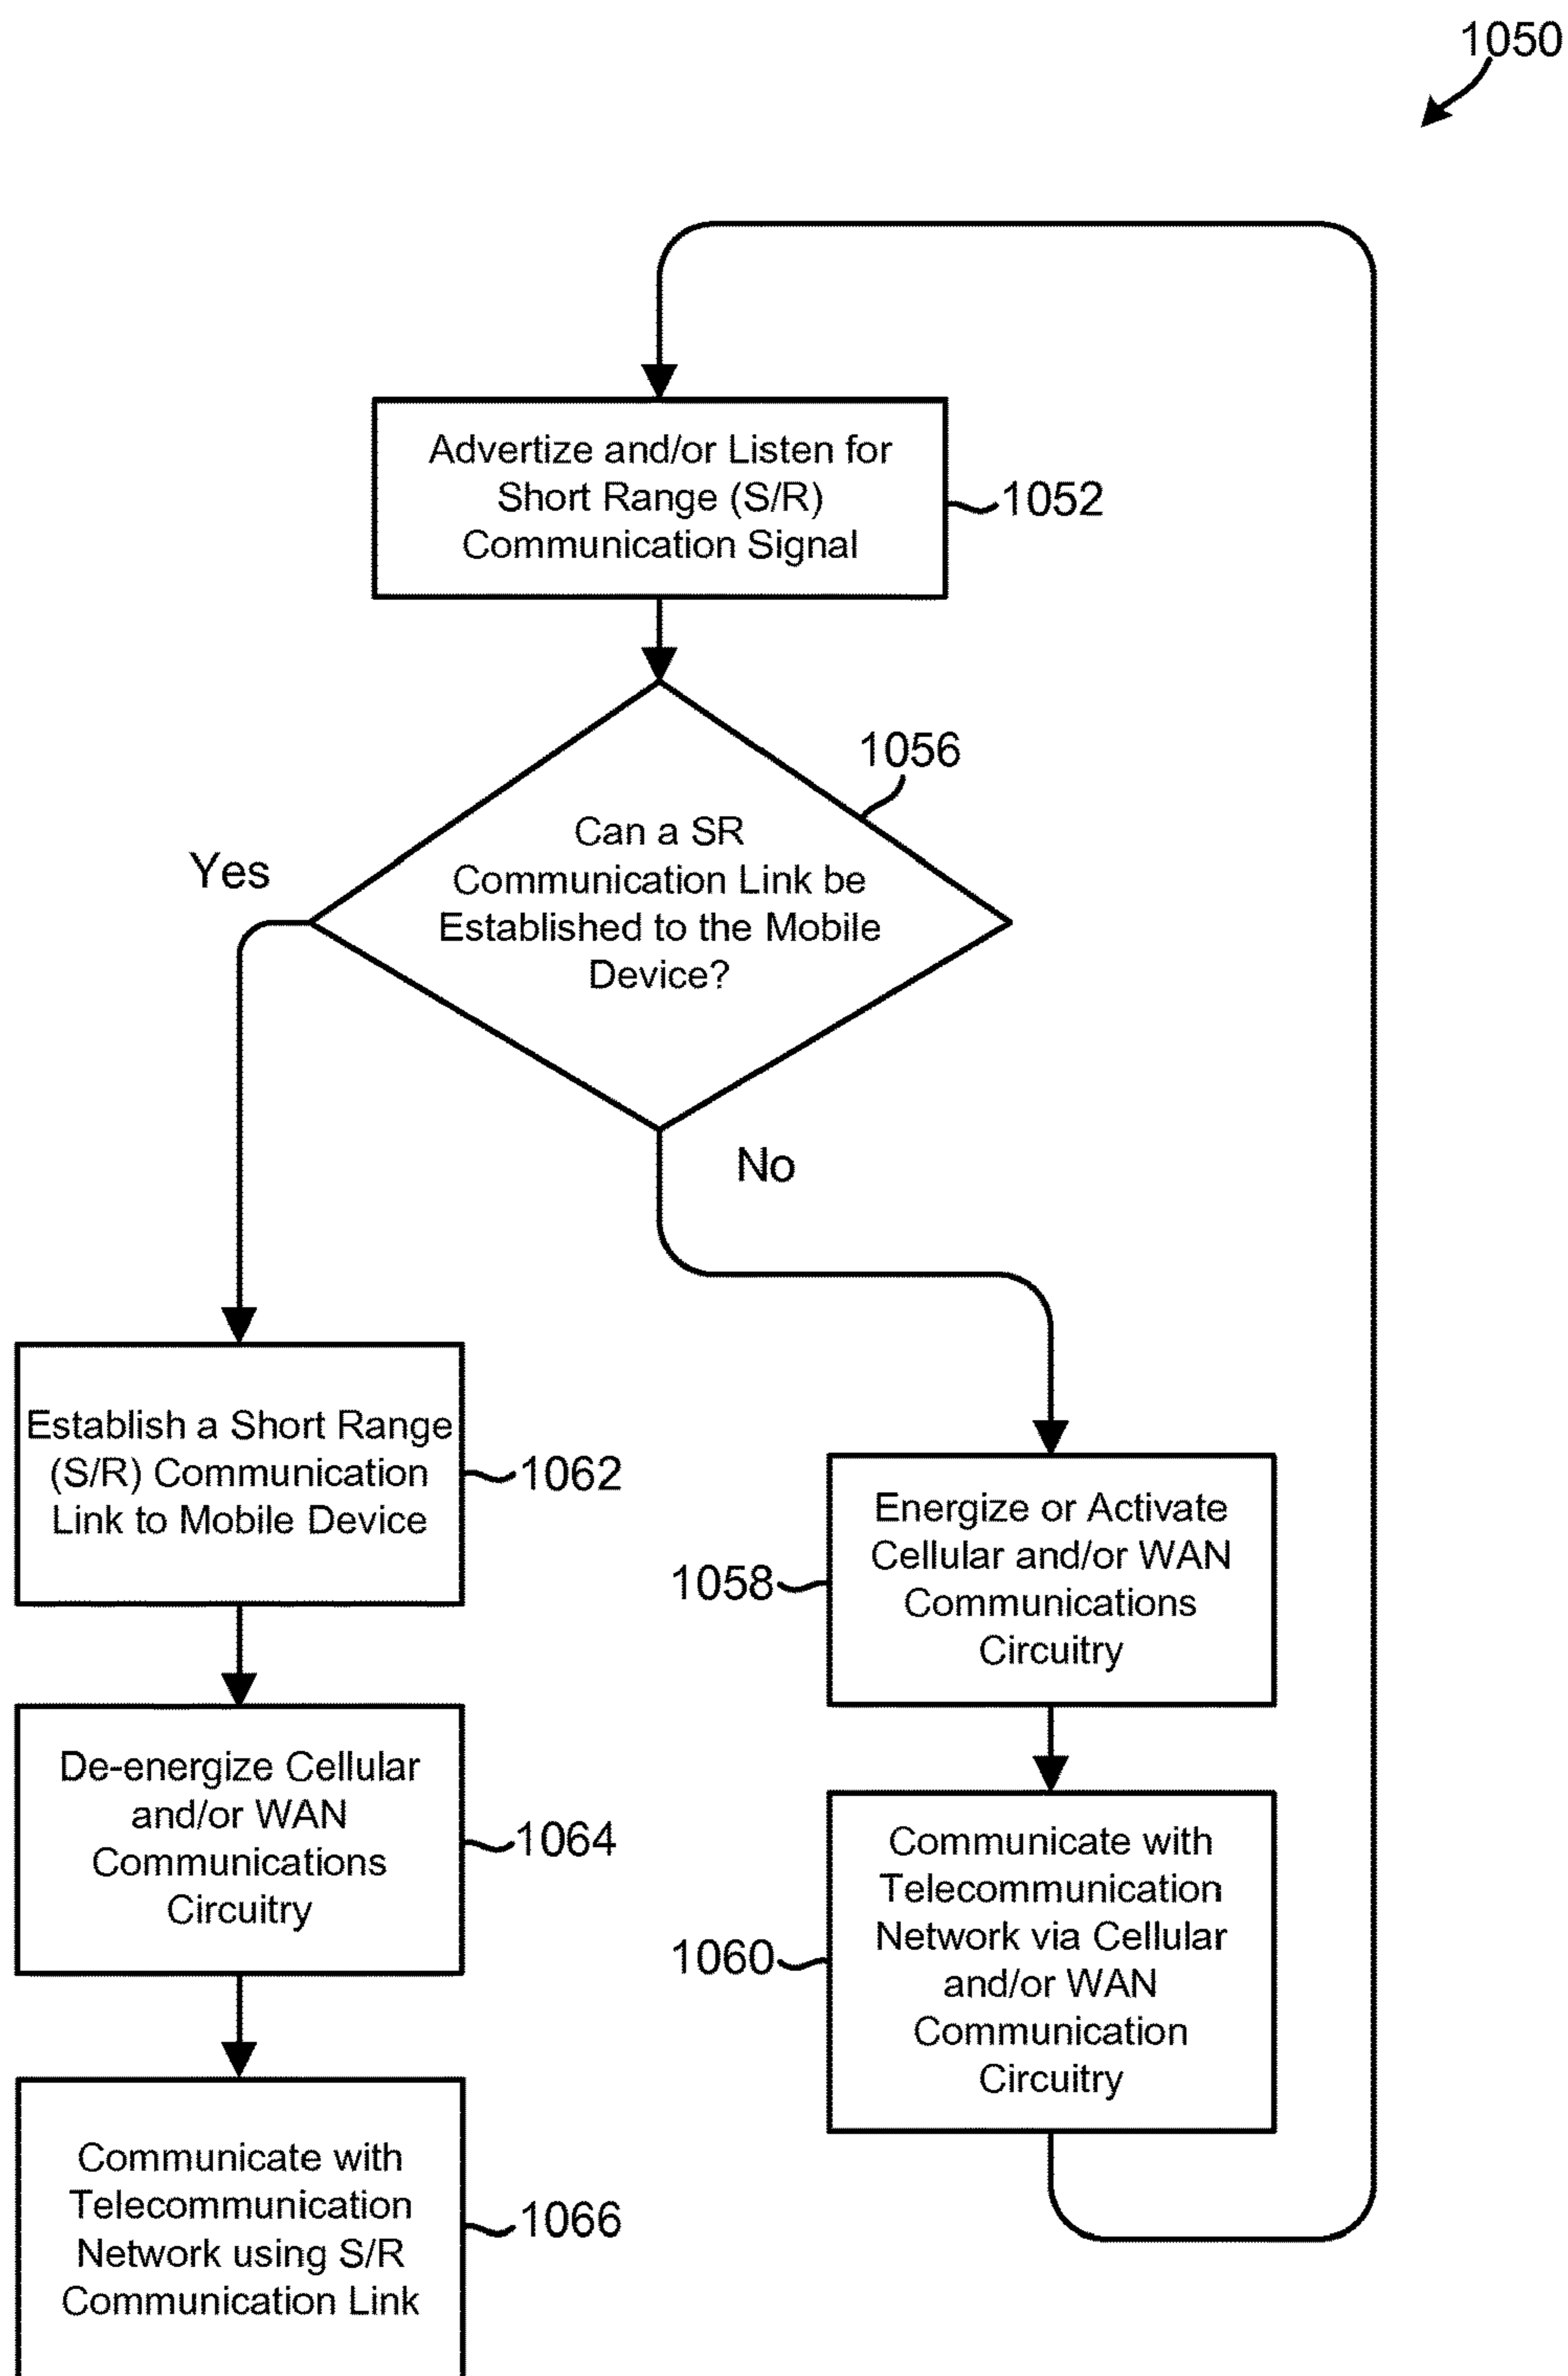 1050
Advertize and/or Listen for
Short Range (S/R)
Communication Signal
1052
1056
Can a SR
Communication Link be
Established to the Mobile
Device?
Yes
No
Establish a Short Range
(S/R) Communication
Link to Mobile Device
1062
Energize or Activate
Cellular and/or WAN
Communications
Circuitry
1058
De-energize Cellular
and/or WAN
Communications
Circuitry
1064
Communicate with
Telecommunication
Network via Cellular
and/or WAN
Communication
Circuitry
1060
Communicate with
Telecommunication
Network using S/R
Communication Link
1066